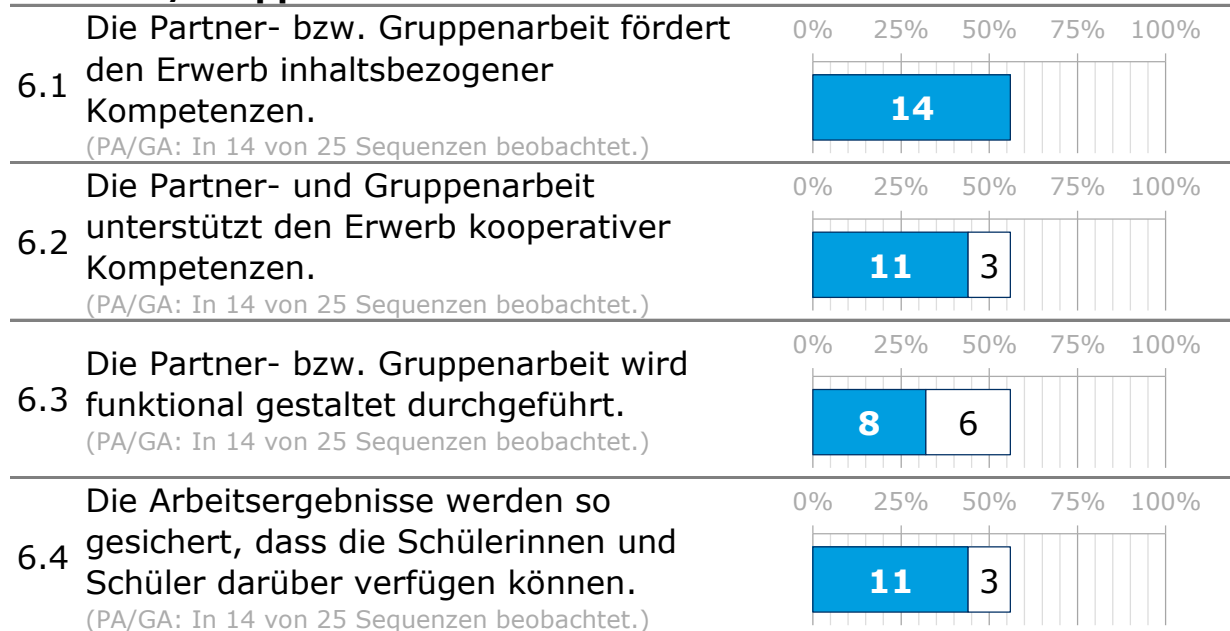 6.1
Die Partner- bzw. Gruppenarbeit fördert
den Erwerb inhaltsbezogener
Kompetenzen.
(PA/GA: In 14 von 25 Sequenzen beobachtet.)
0% 25% 50% 75% 100%
14
6.2
Die Partner- und Gruppenarbeit
unterstützt den Erwerb kooperativer
Kompetenzen.
(PA/GA: In 14 von 25 Sequenzen beobachtet.)
0% 25% 50% 75% 100%
11 3
6.3
Die Partner- bzw. Gruppenarbeit wird
funktional gestaltet durchgeführt.
(PA/GA: In 14 von 25 Sequenzen beobachtet.)
0% 25% 50% 75% 100%
8 6
6.4
Die Arbeitsergebnisse werden so
gesichert, dass die Schülerinnen und
Schüler darüber verfügen können.
(PA/GA: In 14 von 25 Sequenzen beobachtet.)
0% 25% 50% 75% 100%
11 3